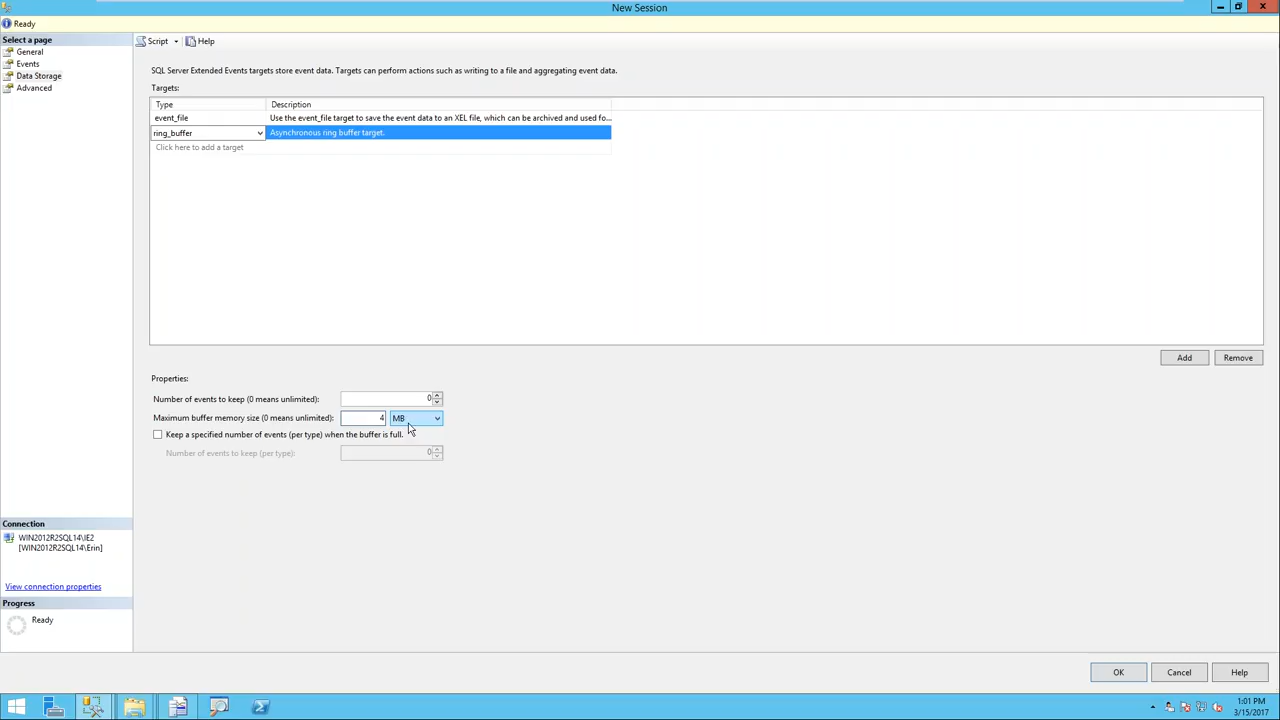 New Session
Ready
Select a page
General
Events
Data Storage
Advanced
Script
Help
SQL Server Extended Events targets store event data. Targets can perform actions such as writing to a file and aggregating event data.
Targets:
Type Description
event_file Use the event_file target to save the event data to an XEL file, which can be archived and used fo...
ring_buffer Asynchronous ring buffer target.
Click here to add a target
Add Remove
Properties:
Number of events to keep (0 means unlimited): 0
Maximum buffer memory size (0 means unlimited): 4 MB
Keep a specified number of events (per type) when the buffer is full.
Number of events to keep (per type): 0
Connection
WIN2012R2SQL14\IE2
[WIN2012R2SQL14\Erin]
View connection properties
Progress
Ready
OK Cancel Help
1:01 PM
3/15/2017